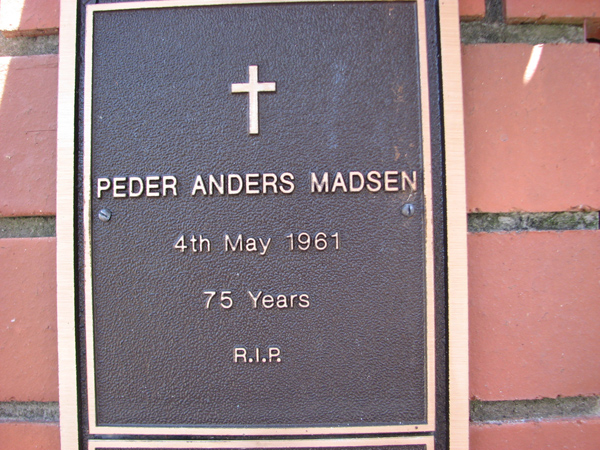 PEDER ANDERS MADSEN
4th May 1961
75 Years
R.I.P.